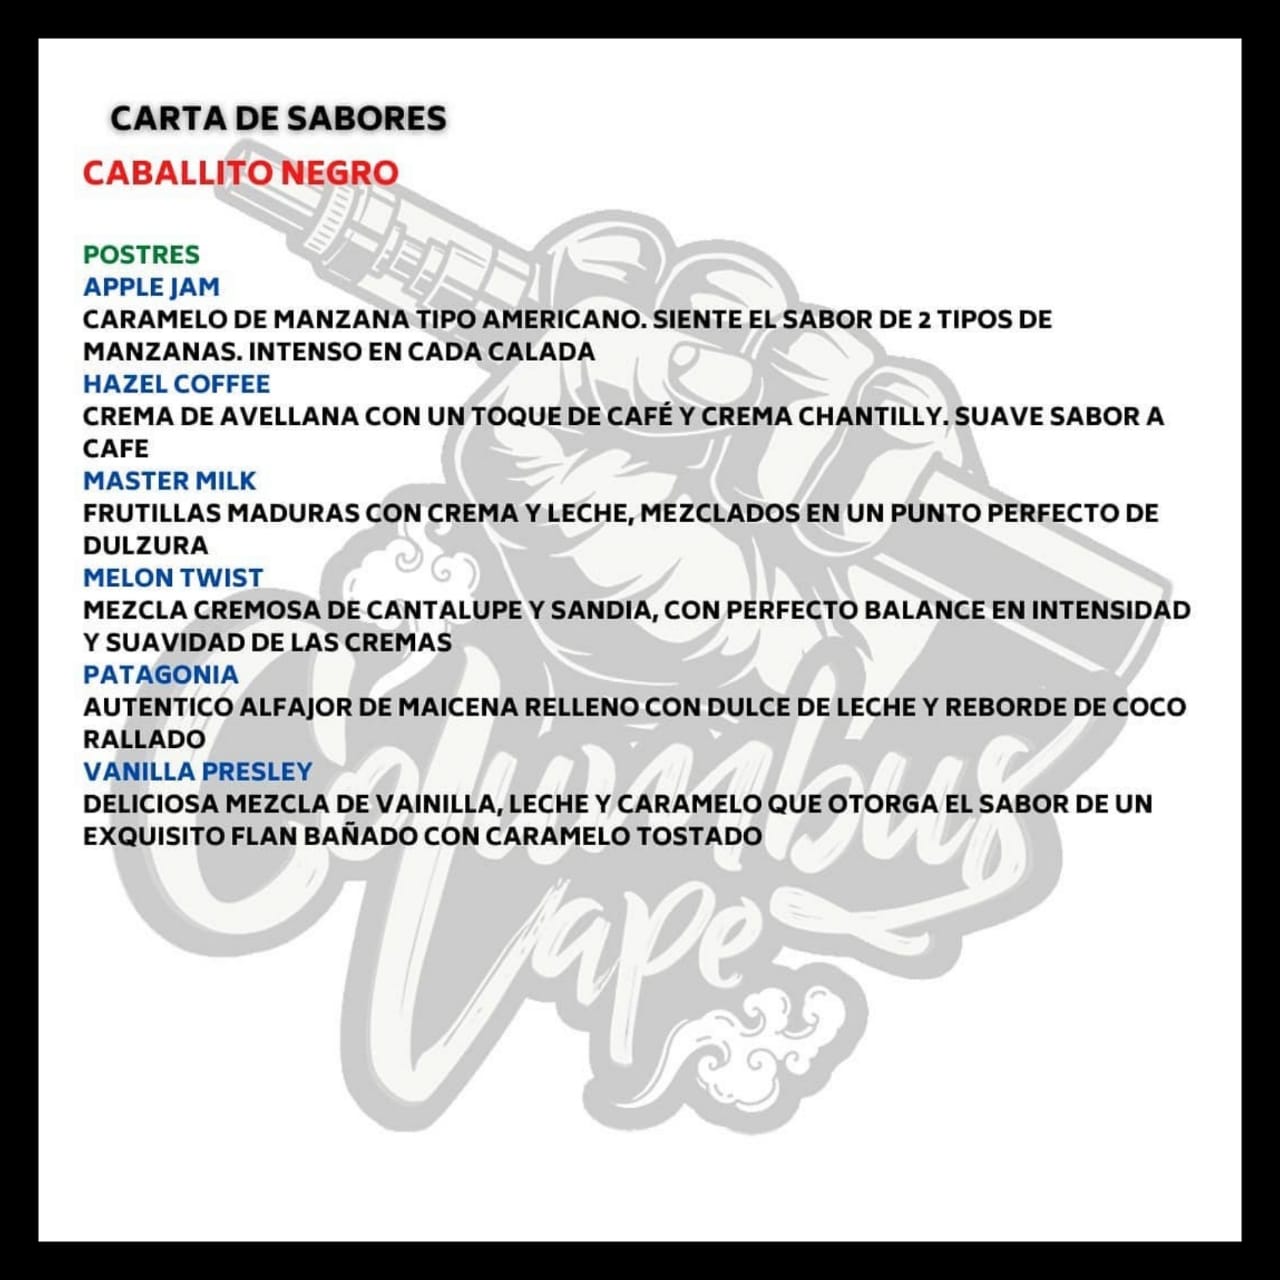 CARTA DE SABORES
CABALLITO NEGRO
POSTRES
APPLE JAM
CARAMELO DE MANZANA TIPO AMERICANO. SIENTE EL SABOR DE 2 TIPOS DE
MANZANAS. INTENSO EN CADA CALADA
HAZEL COFFEE
CREMA DE AVELLANA CON UN TOQUE DE CAFÉ Y CREMA CHANTILLY. SUAVE SABOR A
CAFE
MASTER MILK
FRUTILLAS MADURAS CON CREMA Y LECHE, MEZCLADOS EN UN PUNTO PERFECTO DE
DULZURA
MELON TWIST
MEZCLA CREMOSA DE CANTALUPE Y SANDIA, CON PERFECTO BALANCE EN INTENSIDAD
Y SUAVIDAD DE LAS CREMAS
PATAGONIA
AUTENTICO ALFAJOR DE MAICENA RELLENO CON DULCE DE LECHE Y REBORDE DE COCO
RALLADO
VANILLA PRESLEY
DELICIOSA MEZCLA DE VAINILLA, LECHE Y CARAMELO QUE OTORGA EL SABOR DE UN
EXQUISITO FLAN BAÑADO CON CARAMELO TOSTADO
Columbus
Vape